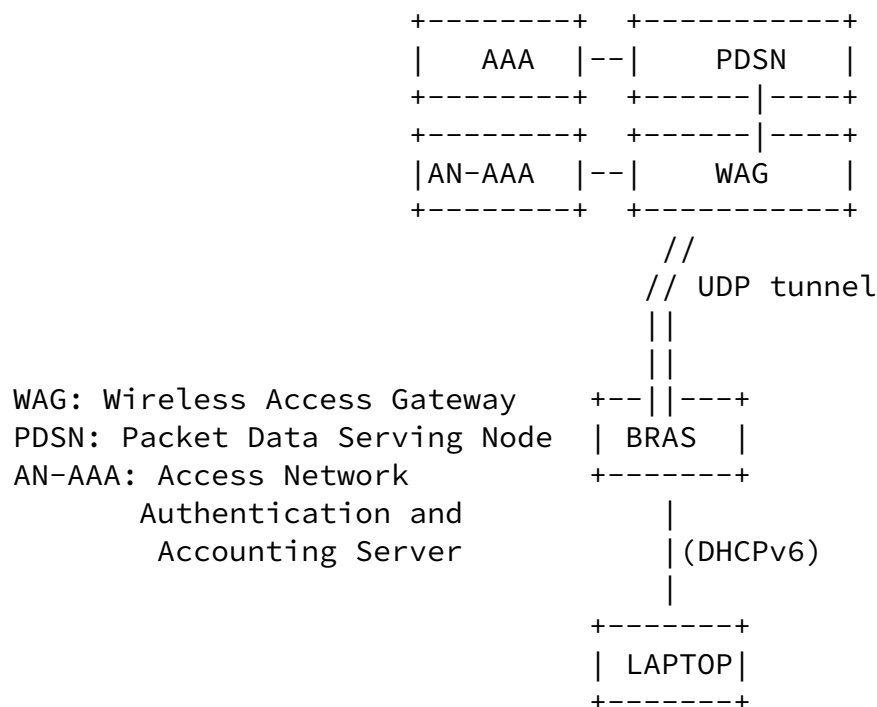 AAA |--| PDSN
AN-AAA |--| WAG
// UDP tunnel
WAG: Wireless Access Gateway
PDSN: Packet Data Serving Node | BRAS |
AN-AAA: Access Network
Authentication and
Accounting Server |(DHCPv6)
| LAPTOP|